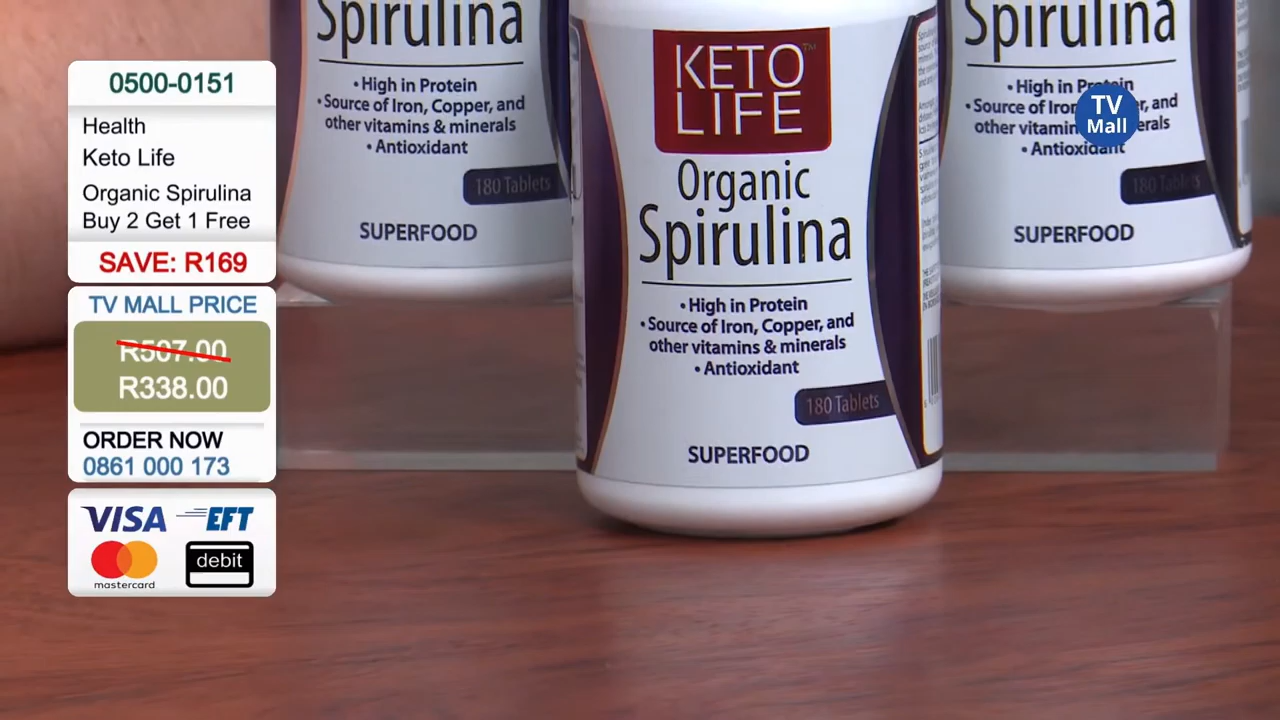 0500-0151
Health
Keto Life
Organic Spirulina
Buy 2 Get 1 Free
SAVE: R169
TV MALL PRICE
R507.00
R338.00
ORDER NOW
0861 000 173
VISA EFT
mastercard debit
Spirulina
• High in Protein
• Source of Iron, Copper, and
other vitamins & minerals
• Antioxidant
180 Tablets
SUPERFOOD
KETO™
LIFE
Organic
Spirulina
• High in Protein
• Source of Iron, Copper, and
other vitamins & minerals
• Antioxidant
180 Tablets
SUPERFOOD
Spirulina
• High in Protein
• Source of Iron, and
other
• Antioxidant
180 Tablets
SUPERFOOD
TV
Mall